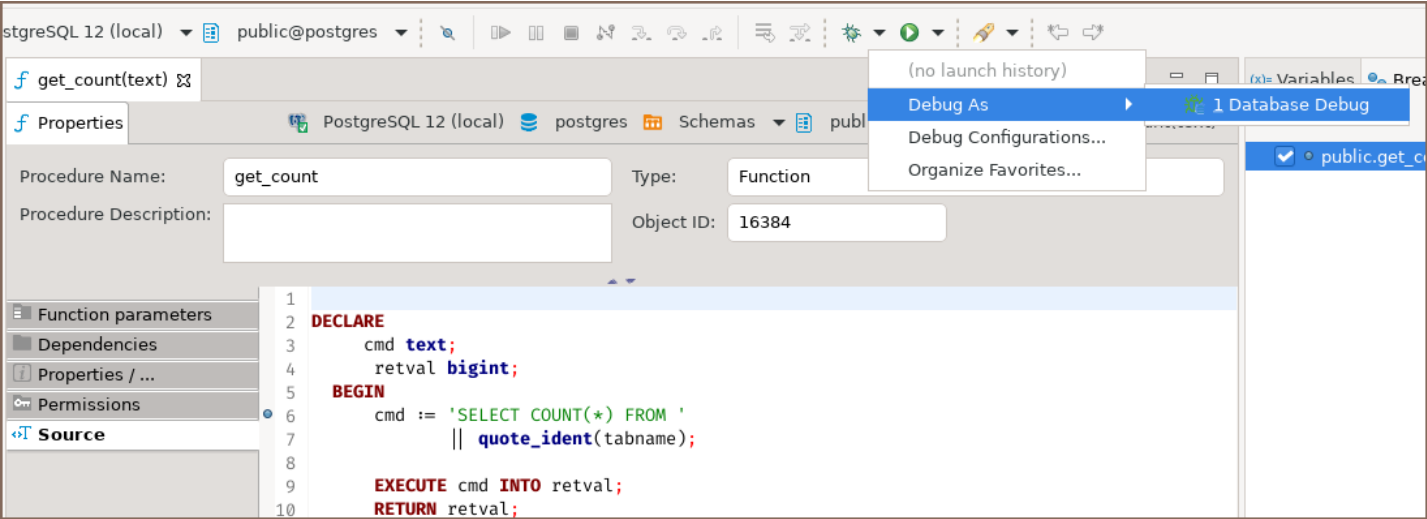 stgreSQL 12 (local) public@postgres
(no launch history)
get_count(text) (x)= Variables Brea
Debug As 1 Database Debug
Properties PostgreSQL 12 (local) postgres Schemas publ
Debug Configurations...
public.get_c
Organize Favorites...
Procedure Name: get_count Type: Function
Procedure Description: Object ID: 16384
Function parameters
Dependencies
Properties / ...
Permissions
Source
1
2 DECLARE
3 cmd text;
4 retval bigint;
5 BEGIN
6 cmd := 'SELECT COUNT(*) FROM '
7 || quote_ident(tabname);
8
9 EXECUTE cmd INTO retval;
10 RETURN retval;